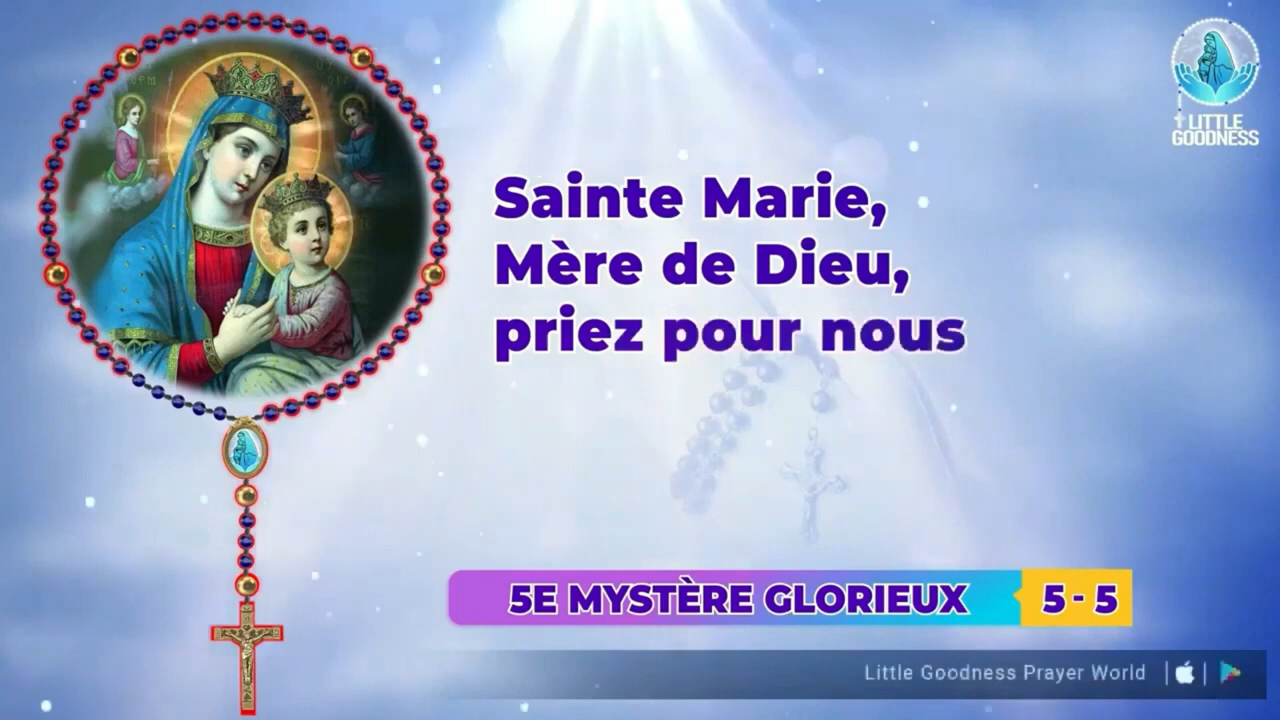 LITTLE
GOODNESS
Sainte Marie,
Mère de Dieu,
priez pour nous
5E MYSTÈRE GLORIEUX
5 - 5
Little Goodness Prayer World